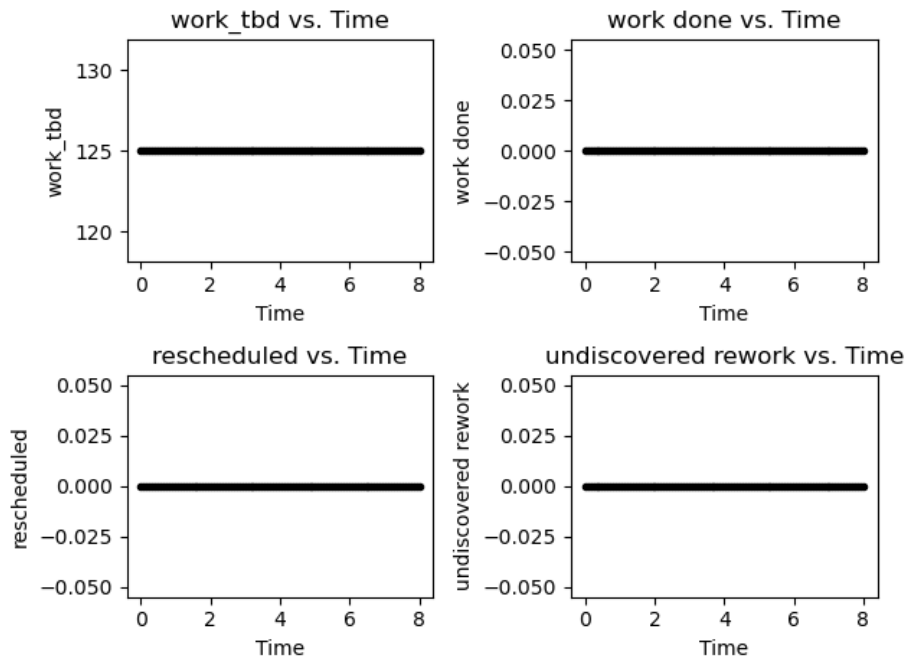 work_tbd vs. Time
work_tbd
130
125
120
0 2 4 6 8
Time
work done vs. Time
work done
0.050
0.025
0.000
−0.025
−0.050
0 2 4 6 8
Time
rescheduled vs. Time
rescheduled
0.050
0.025
0.000
−0.025
−0.050
0 2 4 6 8
Time
undiscovered rework vs. Time
undiscovered rework
0.050
0.025
0.000
−0.025
−0.050
0 2 4 6 8
Time